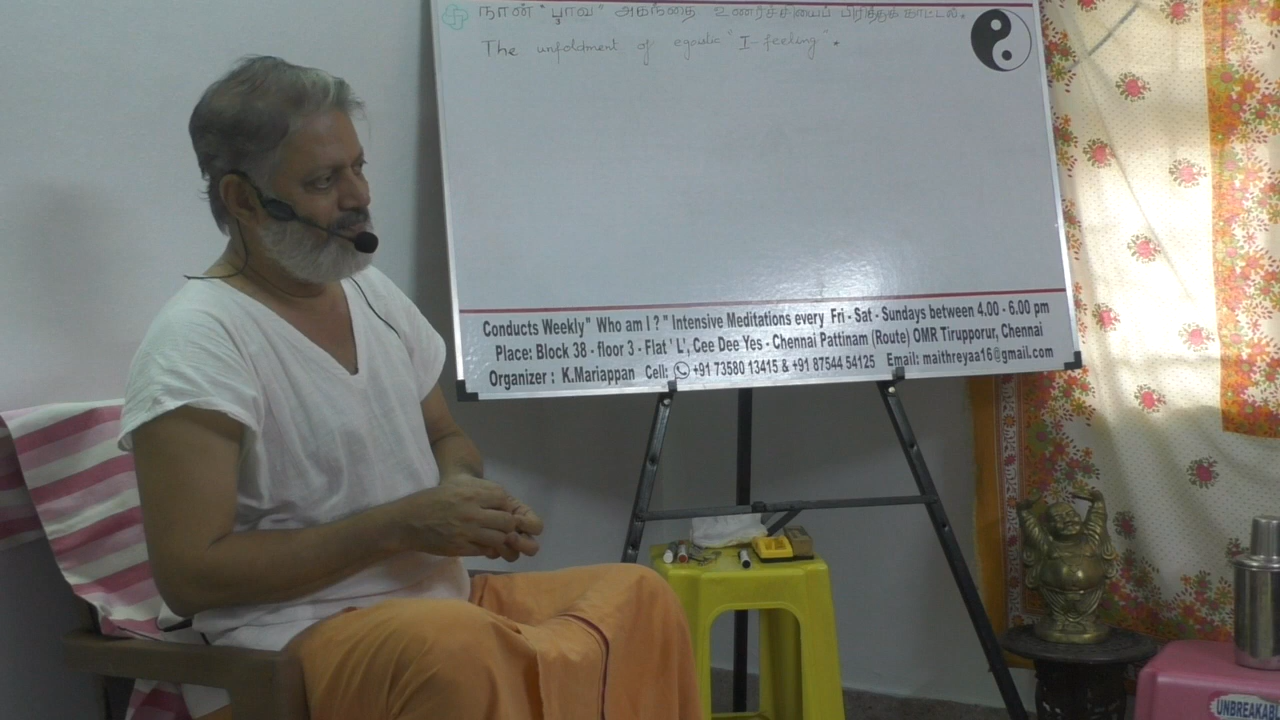 நான் "பாவ" அகந்தை உணர்ச்சியைப் பிரித்துக் காட்டல்.
The unfoldment of egoistic "I-feeling".
Conducts Weekly" Who am I ? " Intensive Meditations every Fri - Sat - Sundays between 4.00 - 6.00 pm
Place: Block 38 - floor 3 - Flat ' L', Cee Dee Yes - Chennai Pattinam (Route) OMR Tirupporur, Chennai
Organizer : K.Mariappan Cell: +91 73580 13415 & +91 87544 54125 Email: maithreyaa16@gmail.com
UNBREAKAB